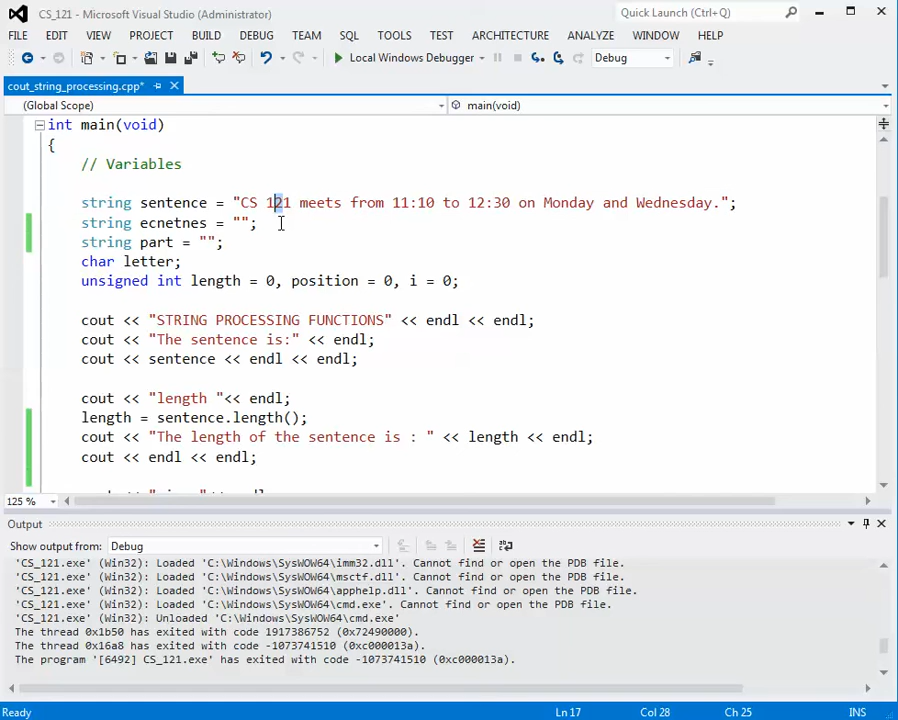 CS_121 - Microsoft Visual Studio (Administrator)
Quick Launch (Ctrl+Q)
FILE EDIT VIEW PROJECT BUILD DEBUG TEAM SQL TOOLS TEST ARCHITECTURE ANALYZE WINDOW HELP
Local Windows Debugger Debug
cout_string_processing.cpp*
(Global Scope) main(void)
int main(void)
{
// Variables
string sentence = "CS 121 meets from 11:10 to 12:30 on Monday and Wednesday.";
string ecnetnes = "";
string part = "";
char letter;
unsigned int length = 0, position = 0, i = 0;
cout << "STRING PROCESSING FUNCTIONS" << endl << endl;
cout << "The sentence is:" << endl;
cout << sentence << endl << endl;
cout << "length "<< endl;
length = sentence.length();
cout << "The length of the sentence is : " << length << endl;
cout << endl << endl;
125 %
Output
Show output from: Debug
'CS_121.exe' (Win32): Loaded 'C:\Windows\SysWOW64\imm32.dll'. Cannot find or open the PDB file.
'CS_121.exe' (Win32): Loaded 'C:\Windows\SysWOW64\msctf.dll'. Cannot find or open the PDB file.
'CS_121.exe' (Win32): Loaded 'C:\Windows\SysWOW64\apphelp.dll'. Cannot find or open the PDB file.
'CS_121.exe' (Win32): Loaded 'C:\Windows\SysWOW64\cmd.exe'. Cannot find or open the PDB file.
'CS_121.exe' (Win32): Unloaded 'C:\Windows\SysWOW64\cmd.exe'
The thread 0x1b50 has exited with code 1917386752 (0x72490000).
The thread 0x16a8 has exited with code -1073741510 (0xc000013a).
The program '[6492] CS_121.exe' has exited with code -1073741510 (0xc000013a).
Ready Ln 17 Col 28 Ch 25 INS